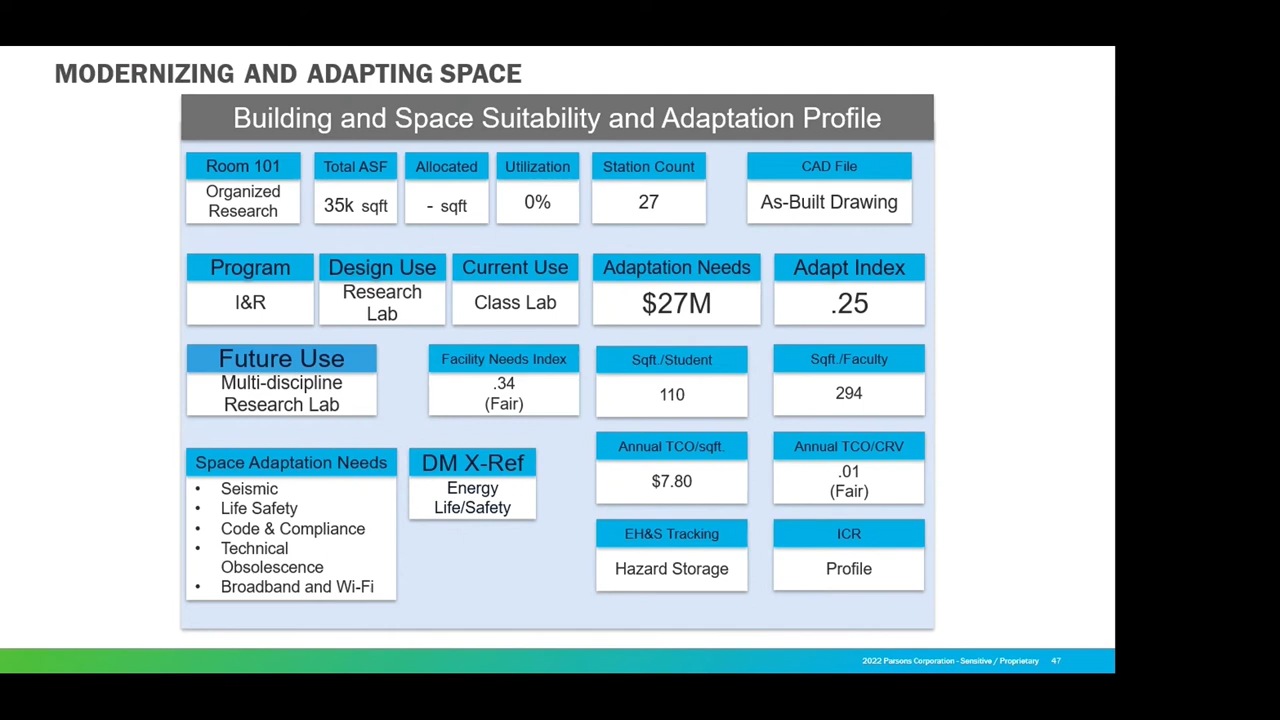 MODERNIZING AND ADAPTING SPACE
Building and Space Suitability and Adaptation Profile
Room 101
Organized
Research
Total ASF
35k sqft
Allocated
- sqft
Utilization
0%
Station Count
27
CAD File
As-Built Drawing
Program
I&R
Design Use
Research
Lab
Current Use
Class Lab
Adaptation Needs
$27M
Adapt Index
.25
Future Use
Multi-discipline
Research Lab
Facility Needs Index
.34
(Fair)
Sqft./Student
110
Sqft./Faculty
294
Space Adaptation Needs
• Seismic
• Life Safety
• Code & Compliance
• Technical
Obsolescence
• Broadband and Wi-Fi
DM X-Ref
Energy
Life/Safety
Annual TCO/sqft.
$7.80
Annual TCO/CRV
.01
(Fair)
EH&S Tracking
Hazard Storage
ICR
Profile
2022 Parsons Corporation - Sensitive / Proprietary 47